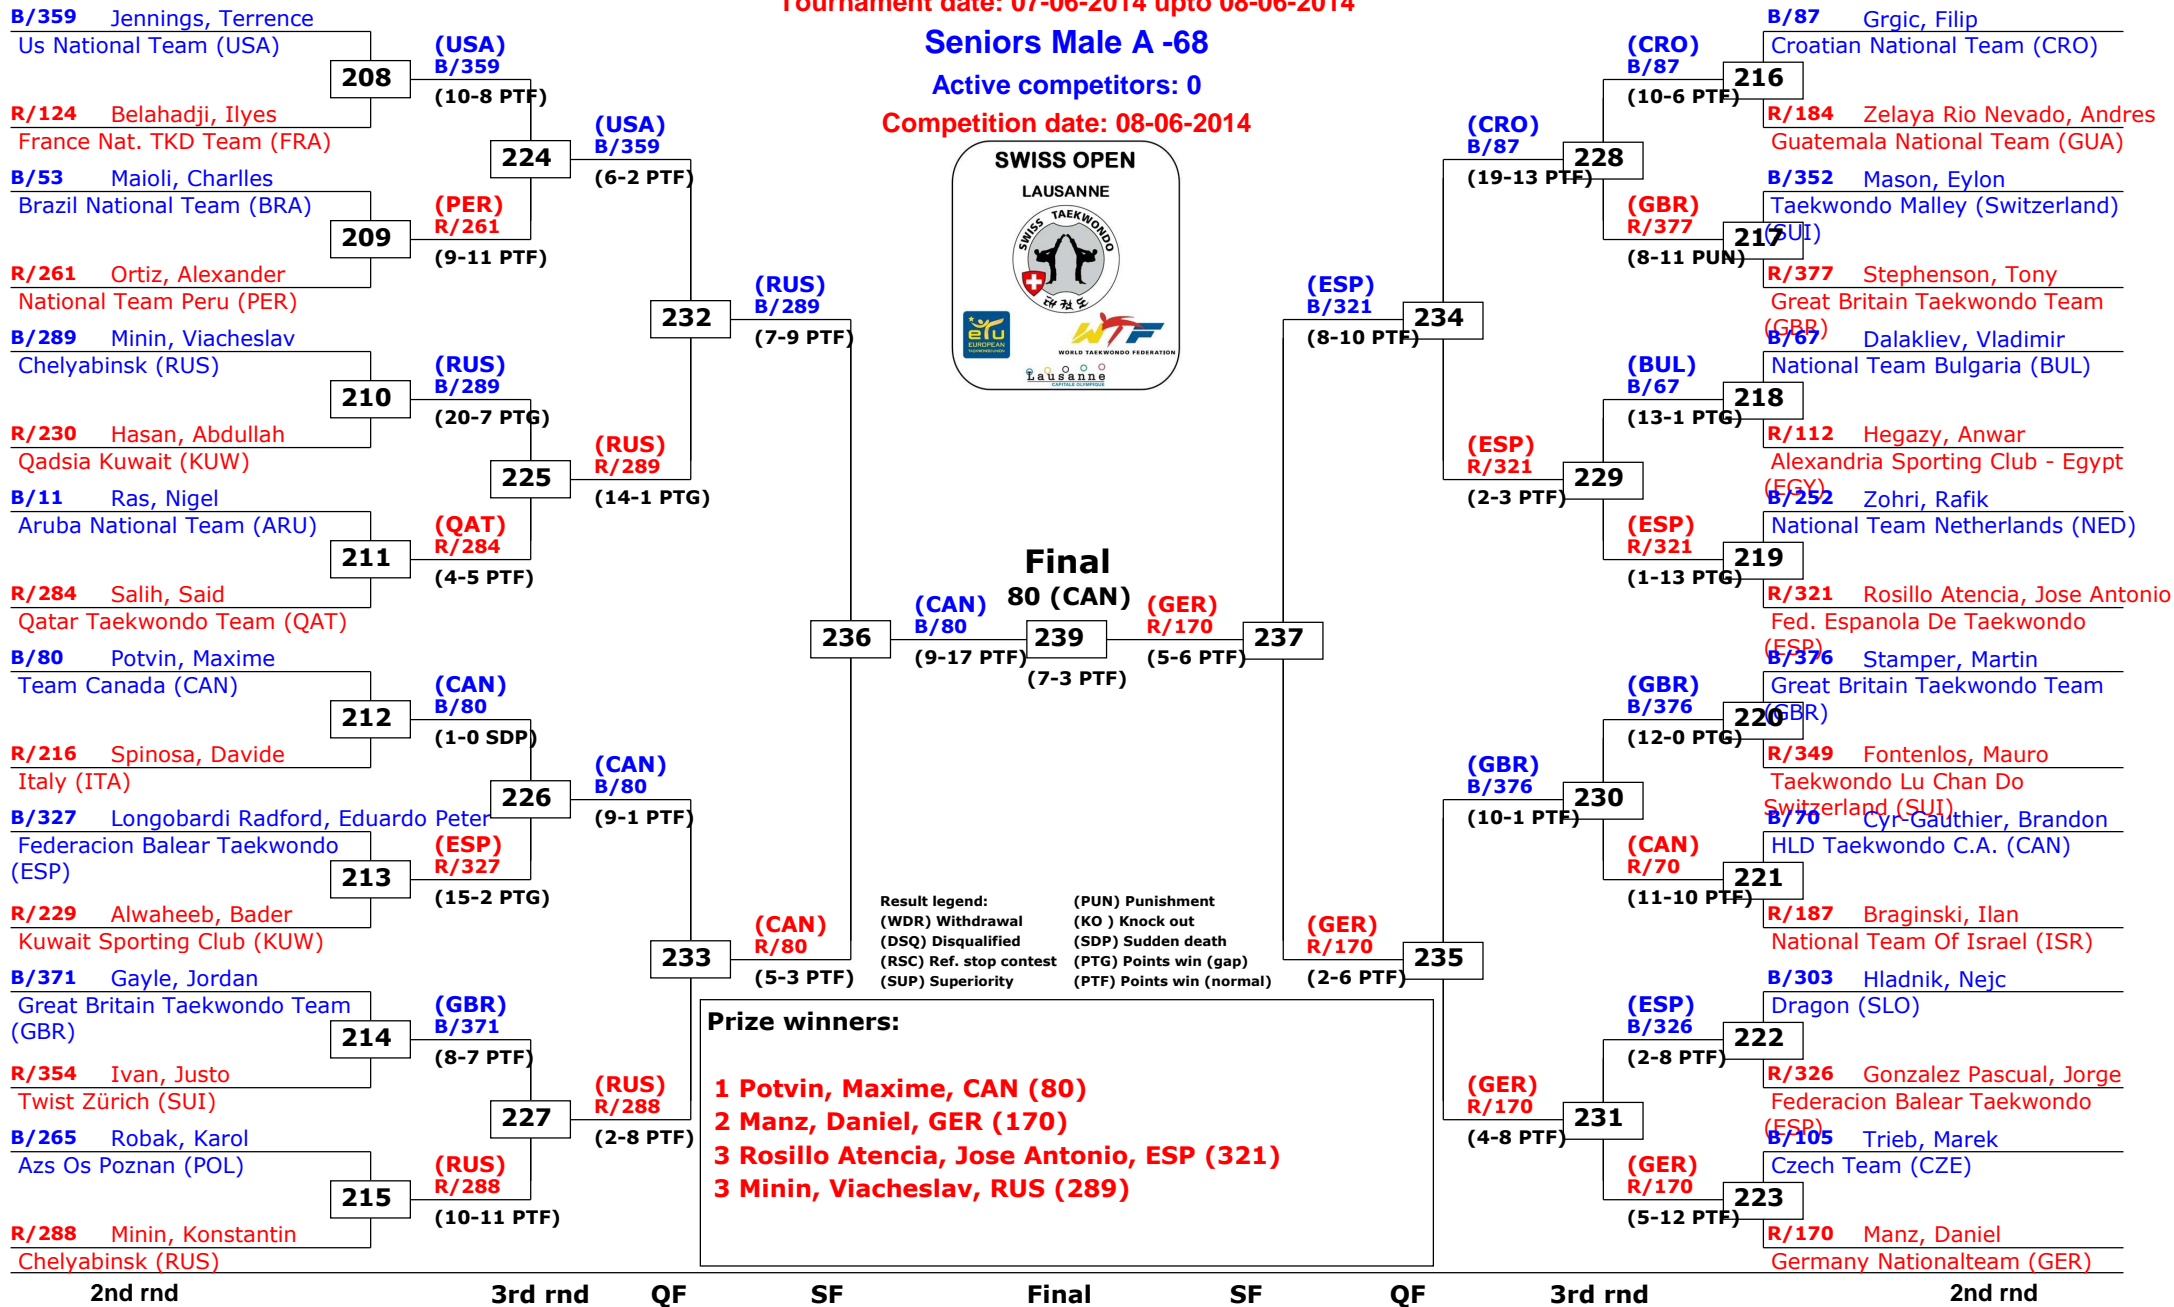 Tournament date: 07-06-2014 upto 08-06-2014
Seniors Male A -68
Active competitors: 0
Competition date: 08-06-2014
SWISS OPEN
LAUSANNE
SWISS TAEKWONDO
태권도
etu
EUROPEAN
WTF
WORLD TAEKWONDO FEDERATION
Lausanne
CAPITALE OLYMPIQUE
B/359 Jennings, Terrence
Us National Team (USA)
208
R/124 Belahadji, Ilyes
France Nat. TKD Team (FRA)
B/53 Maioli, Charlles
Brazil National Team (BRA)
209
R/261 Ortiz, Alexander
National Team Peru (PER)
B/289 Minin, Viacheslav
Chelyabinsk (RUS)
210
R/230 Hasan, Abdullah
Qadsia Kuwait (KUW)
B/11 Ras, Nigel
Aruba National Team (ARU)
211
R/284 Salih, Said
Qatar Taekwondo Team (QAT)
B/80 Potvin, Maxime
Team Canada (CAN)
212
R/216 Spinosa, Davide
Italy (ITA)
B/327 Longobardi Radford, Eduardo Peter
Federacion Balear Taekwondo
(ESP)
213
R/229 Alwaheeb, Bader
Kuwait Sporting Club (KUW)
B/371 Gayle, Jordan
Great Britain Taekwondo Team
(GBR)
214
R/354 Ivan, Justo
Twist Zürich (SUI)
B/265 Robak, Karol
Azs Os Poznan (POL)
215
R/288 Minin, Konstantin
Chelyabinsk (RUS)
(USA)
B/359
(10-8 PTF)
224
(PER)
R/261
(9-11 PTF)
(RUS)
B/289
(20-7 PTG)
225
(QAT)
R/284
(4-5 PTF)
(CAN)
B/80
(1-0 SDP)
226
(ESP)
R/327
(15-2 PTG)
(GBR)
B/371
(8-7 PTF)
227
(RUS)
R/288
(10-11 PTF)
(USA)
B/359
(6-2 PTF)
232
(RUS)
R/289
(14-1 PTG)
(CAN)
B/80
(9-1 PTF)
233
(RUS)
R/288
(2-8 PTF)
(RUS)
B/289
(7-9 PTF)
236
(CAN)
R/80
(5-3 PTF)
(CAN)
B/80
(9-17 PTF)
Final
80 (CAN)
239
(7-3 PTF)
(GER)
R/170
(5-6 PTF)
237
(ESP)
B/321
(8-10 PTF)
234
(GER)
R/170
(2-6 PTF)
235
(CRO)
B/87
(19-13 PTF)
228
(ESP)
R/321
(2-3 PTF)
229
(GBR)
B/376
(10-1 PTF)
230
(GER)
R/170
(4-8 PTF)
231
(CRO)
B/87
(10-6 PTF)
216
(GBR)
R/377
(8-11 PUN)
217
(BUL)
B/67
(13-1 PTG)
218
(ESP)
R/321
(1-13 PTG)
219
(GBR)
B/376
(12-0 PTG)
220
(CAN)
R/70
(11-10 PTF)
221
(ESP)
B/326
(2-8 PTF)
222
(GER)
R/170
(5-12 PTF)
223
B/87 Grgic, Filip
Croatian National Team (CRO)
R/184 Zelaya Rio Nevado, Andres
Guatemala National Team (GUA)
B/352 Mason, Eylon
Taekwondo Malley (Switzerland)
(SUI)
R/377 Stephenson, Tony
Great Britain Taekwondo Team
(GBR)
B/67 Dalakliev, Vladimir
National Team Bulgaria (BUL)
R/112 Hegazy, Anwar
Alexandria Sporting Club - Egypt
(EGY)
B/252 Zohri, Rafik
National Team Netherlands (NED)
R/321 Rosillo Atencia, Jose Antonio
Fed. Espanola De Taekwondo
(ESP)
B/376 Stamper, Martin
Great Britain Taekwondo Team
(GBR)
R/349 Fontenlos, Mauro
Taekwondo Lu Chan Do
Switzerland (SUI)
B/70 Cyr-Gauthier, Brandon
HLD Taekwondo C.A. (CAN)
R/187 Braginski, Ilan
National Team Of Israel (ISR)
B/303 Hladnik, Nejc
Dragon (SLO)
R/326 Gonzalez Pascual, Jorge
Federacion Balear Taekwondo
(ESP)
B/105 Trieb, Marek
Czech Team (CZE)
R/170 Manz, Daniel
Germany Nationalteam (GER)
Result legend: (PUN) Punishment
(WDR) Withdrawal (KO ) Knock out
(DSQ) Disqualified (SDP) Sudden death
(RSC) Ref. stop contest (PTG) Points win (gap)
(SUP) Superiority (PTF) Points win (normal)
Prize winners:
1 Potvin, Maxime, CAN (80)
2 Manz, Daniel, GER (170)
3 Rosillo Atencia, Jose Antonio, ESP (321)
3 Minin, Viacheslav, RUS (289)
2nd rnd 3rd rnd QF SF Final SF QF 3rd rnd 2nd rnd